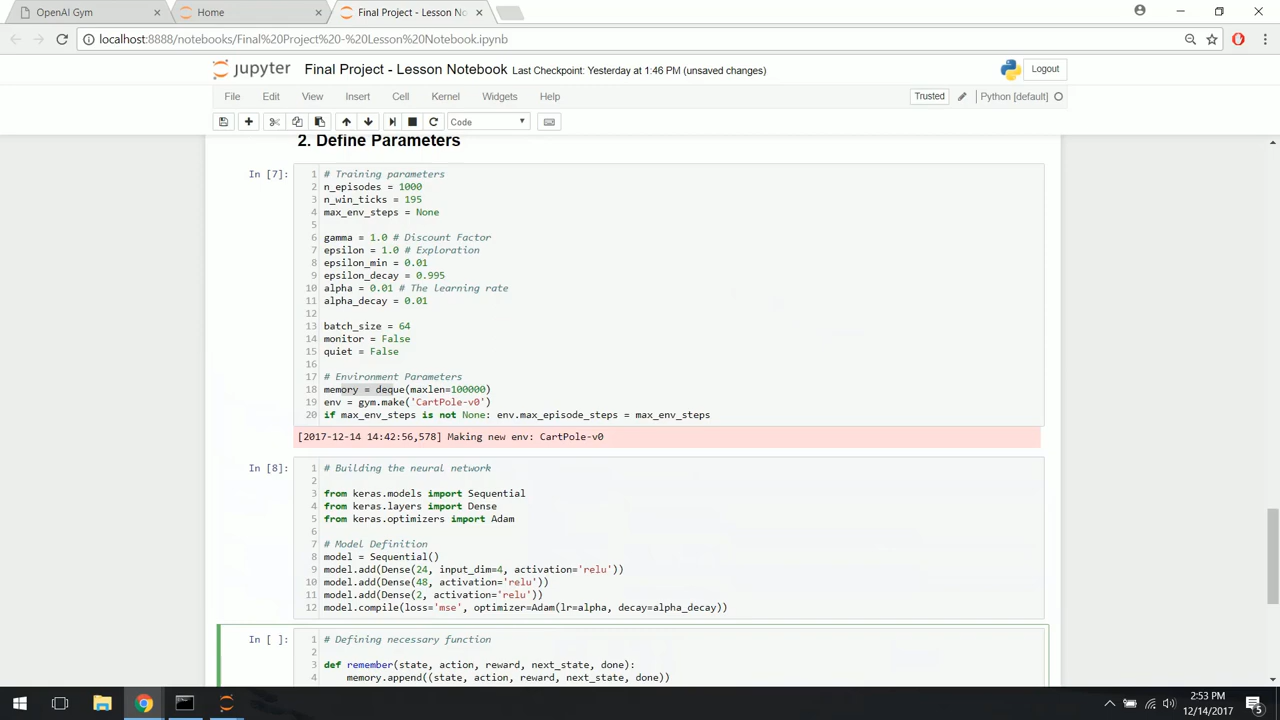 OpenAI Gym
Home
Final Project - Lesson No
localhost:8888/notebooks/Final%20Project%20-%20Lesson%20Notebook.ipynb
jupyter Final Project - Lesson Notebook Last Checkpoint: Yesterday at 1:46 PM (unsaved changes)
Logout
File Edit View Insert Cell Kernel Widgets Help
Trusted
Python [default]
Code
2. Define Parameters
In [7]:
1 # Training parameters
2 n_episodes = 1000
3 n_win_ticks = 195
4 max_env_steps = None
5
6 gamma = 1.0 # Discount Factor
7 epsilon = 1.0 # Exploration
8 epsilon_min = 0.01
9 epsilon_decay = 0.995
10 alpha = 0.01 # The learning rate
11 alpha_decay = 0.01
12
13 batch_size = 64
14 monitor = False
15 quiet = False
16
17 # Environment Parameters
18 memory = deque(maxlen=100000)
19 env = gym.make('CartPole-v0')
20 if max_env_steps is not None: env.max_episode_steps = max_env_steps
[2017-12-14 14:42:56,578] Making new env: CartPole-v0
In [8]:
1 # Building the neural network
2
3 from keras.models import Sequential
4 from keras.layers import Dense
5 from keras.optimizers import Adam
6
7 # Model Definition
8 model = Sequential()
9 model.add(Dense(24, input_dim=4, activation='relu'))
10 model.add(Dense(48, activation='relu'))
11 model.add(Dense(2, activation='relu'))
12 model.compile(loss='mse', optimizer=Adam(lr=alpha, decay=alpha_decay))
In [ ]:
1 # Defining necessary function
2
3 def remember(state, action, reward, next_state, done):
4 memory.append((state, action, reward, next_state, done))
2:53 PM
12/14/2017
5